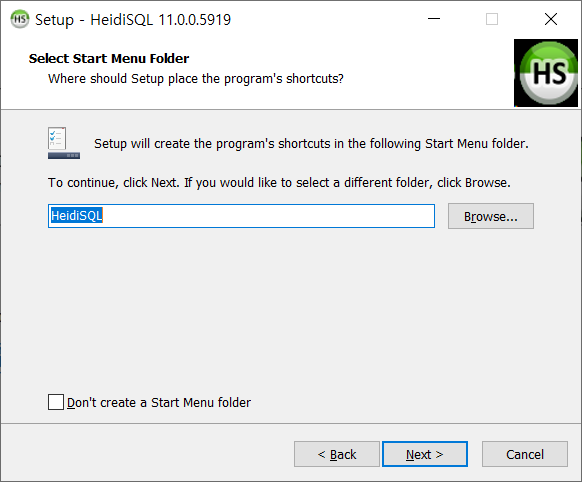 HS Setup - HeidiSQL 11.0.0.5919
Select Start Menu Folder
Where should Setup place the program's shortcuts?
HS
Setup will create the program's shortcuts in the following Start Menu folder.
To continue, click Next. If you would like to select a different folder, click Browse.
HeidiSQL Browse...
Don't create a Start Menu folder
< Back Next > Cancel